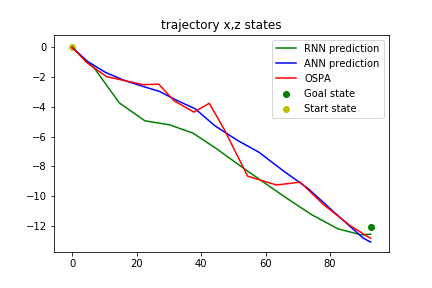 trajectory x,z states
RNN prediction
ANN prediction
OSPA
Goal state
Start state
0
−2
−4
−6
−8
−10
−12
0 20 40 60 80